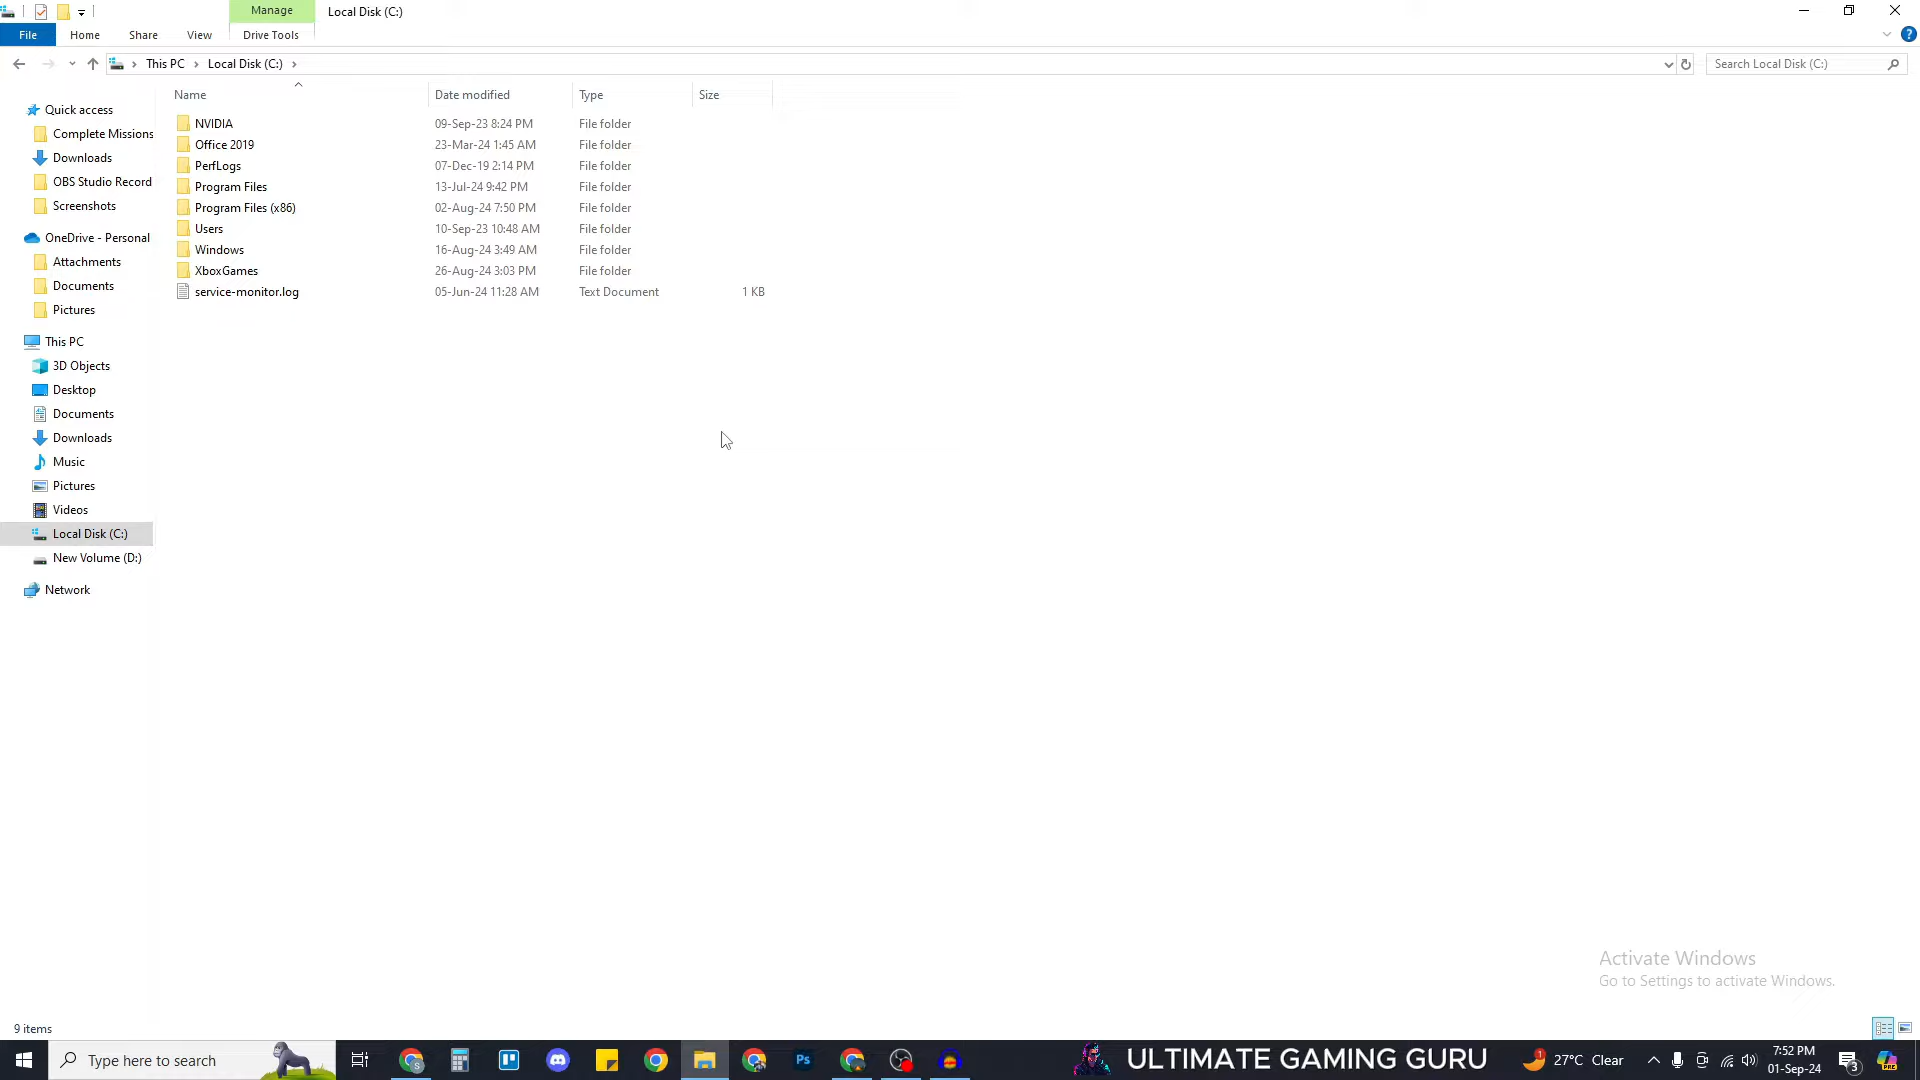 Manage
Local Disk (C:)
File
Home
Share
View
Drive Tools
This PC
Local Disk (C:)
Search Local Disk (C:)
Name
Date modified
Type
Size
NVIDIA 09-Sep-23 8:24 PM File folder
Office 2019 23-Mar-24 1:45 AM File folder
PerfLogs 07-Dec-19 2:14 PM File folder
Program Files 13-Jul-24 9:42 PM File folder
Program Files (x86) 02-Aug-24 7:50 PM File folder
Users 10-Sep-23 10:48 AM File folder
Windows 16-Aug-24 3:49 AM File folder
XboxGames 26-Aug-24 3:03 PM File folder
service-monitor.log 05-Jun-24 11:28 AM Text Document 1 KB
Quick access
Complete Missions
Downloads
OBS Studio Record
Screenshots
OneDrive - Personal
Attachments
Documents
Pictures
This PC
3D Objects
Desktop
Documents
Downloads
Music
Pictures
Videos
Local Disk (C:)
New Volume (D:)
Network
Activate Windows
Go to Settings to activate Windows.
9 items
Type here to search
Ps
ULTIMATE GAMING GURU
27°C Clear
7:52 PM
01-Sep-24
3
PRE